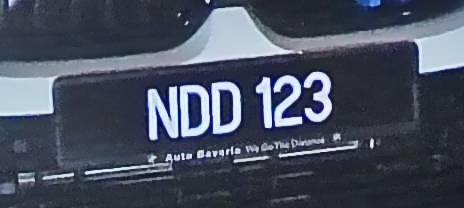 NDD 123
Auto Bavaria We Go The Distance